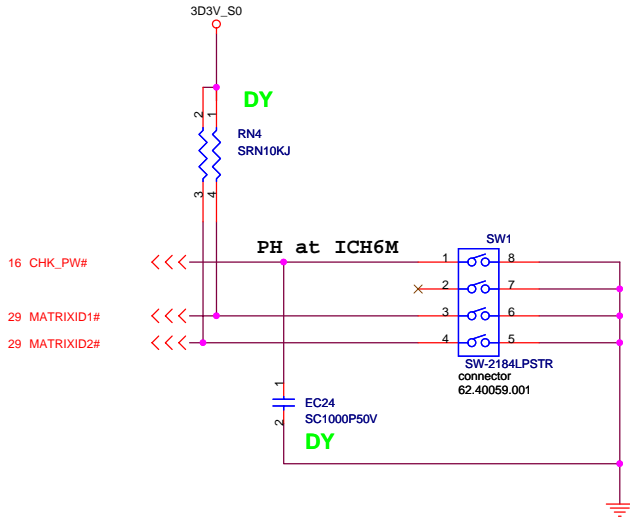 3D3V_S0
DY
2
1
RN4
SRN10KJ
3
4
PH at ICH6M
SW1
16 CHK_PW#
1
8
2
7
29 MATRIXID1#
3
6
29 MATRIXID2#
4
5
SW-2184LPSTR
connector
62.40059.001
1
EC24
SC1000P50V
2
DY